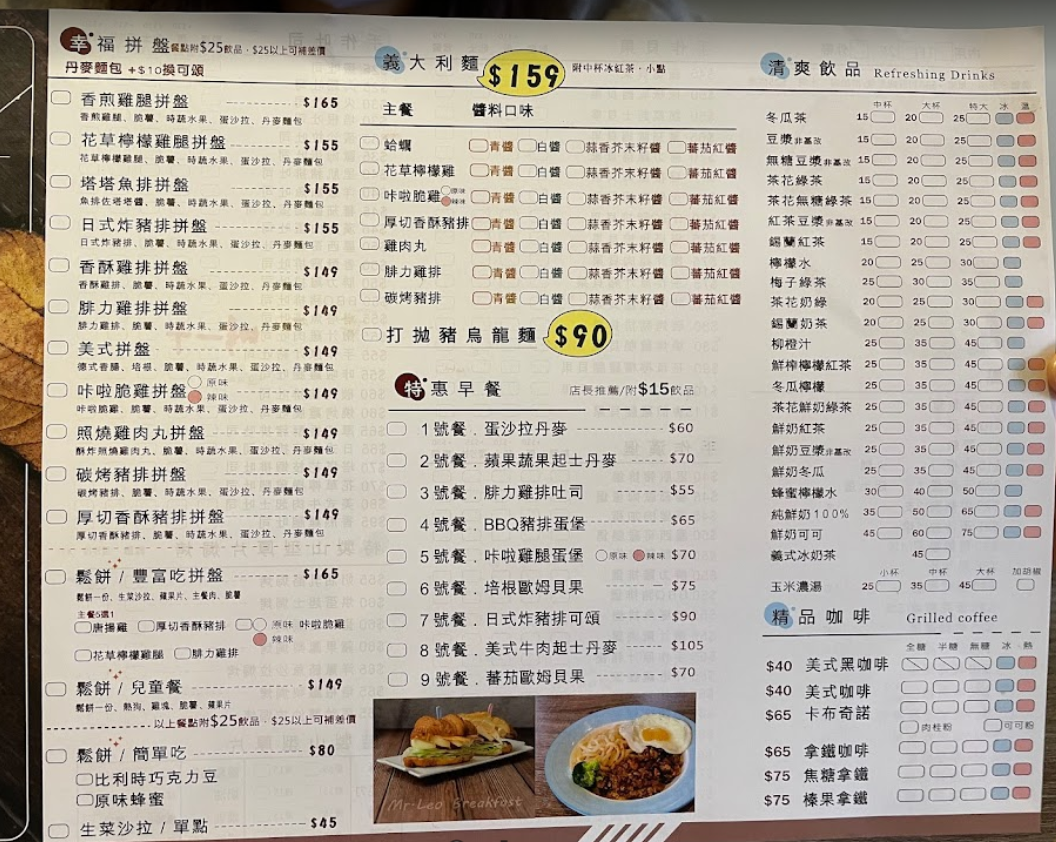 幸福拼盤 餐點附$25飲品．$25以上可補差價
丹麥麵包 +$10換可頌
香煎雞腿拼盤 $165
香煎雞腿、脆薯、時蔬水果、蛋沙拉、丹麥麵包
花草檸檬雞腿拼盤 $155
花草檸檬雞腿、脆薯、時蔬水果、蛋沙拉、丹麥麵包
塔塔魚排拼盤 $155
魚排佐塔塔醬、脆薯、時蔬水果、蛋沙拉、丹麥麵包
日式炸豬排拼盤 $155
日式炸豬排、脆薯、時蔬水果、蛋沙拉、丹麥麵包
香酥雞排拼盤 $149
香酥雞排、脆薯、時蔬水果、蛋沙拉、丹麥麵包
腓力雞排拼盤 $149
腓力雞排、脆薯、時蔬水果、蛋沙拉、丹麥麵包
美式拼盤 $149
德式香腸、培根、脆薯、時蔬水果、蛋沙拉、丹麥麵包
咔啦脆雞拼盤 原味 辣味 $149
咔啦脆雞、脆薯、時蔬水果、蛋沙拉、丹麥麵包
照燒雞肉丸拼盤 $149
酥炸照燒雞肉丸、脆薯、時蔬水果、蛋沙拉、丹麥麵包
碳烤豬排拼盤 $149
碳烤豬排、脆薯、時蔬水果、蛋沙拉、丹麥麵包
厚切香酥豬排拼盤 $149
厚切香酥豬排、脆薯、時蔬水果、蛋沙拉、丹麥麵包
鬆餅/豐富吃拼盤 $165
鬆餅一份、生菜沙拉、蘋果片、主餐肉、脆薯
主餐5選1
唐揚雞 厚切香酥豬排 原味 咔啦脆雞
辣味
花草檸檬雞腿 腓力雞排
鬆餅/兒童餐 $149
鬆餅一份、熱狗、雞塊、脆薯、蘋果片
以上餐點附$25飲品．$25以上可補差價
鬆餅/簡單吃 $80
比利時巧克力豆
原味蜂蜜
生菜沙拉/單點 $45
義大利麵 $159 附中杯冰紅茶．小點
主餐 醬料口味
蛤蠣 青醬 白醬 蒜香芥末籽醬 蕃茄紅醬
花草檸檬雞 青醬 白醬 蒜香芥末籽醬 蕃茄紅醬
咔啦脆雞 原味 辣味 青醬 白醬 蒜香芥末籽醬 蕃茄紅醬
厚切香酥豬排 青醬 白醬 蒜香芥末籽醬 蕃茄紅醬
雞肉丸 青醬 白醬 蒜香芥末籽醬 蕃茄紅醬
腓力雞排 青醬 白醬 蒜香芥末籽醬 蕃茄紅醬
碳烤豬排 青醬 白醬 蒜香芥末籽醬 蕃茄紅醬
打拋豬烏龍麵 $90
特惠早餐 店長推薦/附$15飲品
1號餐．蛋沙拉丹麥 $60
2號餐．蘋果蔬果起士丹麥 $70
3號餐．腓力雞排吐司 $55
4號餐．BBQ豬排蛋堡 $65
5號餐．咔啦雞腿蛋堡 原味 辣味 $70
6號餐．培根歐姆貝果 $75
7號餐．日式炸豬排可頌 $90
8號餐．美式牛肉起士丹麥 $105
9號餐．蕃茄歐姆貝果 $70
Mr-Leo Breakfast
清爽飲品 Refreshing Drinks
中杯 大杯 特大 冰 溫
冬瓜茶 15 20 25
豆漿非基改 15 20 25
無糖豆漿非基改 15 20 25
茶花綠茶 15 20 25
茶花無糖綠茶 15 20 25
紅茶豆漿非基改 15 20 25
錫蘭紅茶 15 20 25
檸檬水 20 25 30
梅子綠茶 25 30 35
茶花奶綠 20 25 30
錫蘭奶茶 20 25 30
柳橙汁 25 35 45
鮮榨檸檬紅茶 25 35 45
冬瓜檸檬 25 35 45
茶花鮮奶綠茶 25 35 45
鮮奶紅茶 25 35 45
鮮奶豆漿非基改 25 35 45
鮮奶冬瓜 25 35 45
蜂蜜檸檬水 30 40 50
純鮮奶100% 35 50 65
鮮奶可可 45 60 75
義式冰奶茶 45
小杯 中杯 大杯 加胡椒
玉米濃湯 25 35 45
精品咖啡 Grilled coffee
全糖 半糖 無糖 冰 熱
$40 美式黑咖啡
$40 美式咖啡
$65 卡布奇諾
肉桂粉 可可粉
$65 拿鐵咖啡
$75 焦糖拿鐵
$75 榛果拿鐵